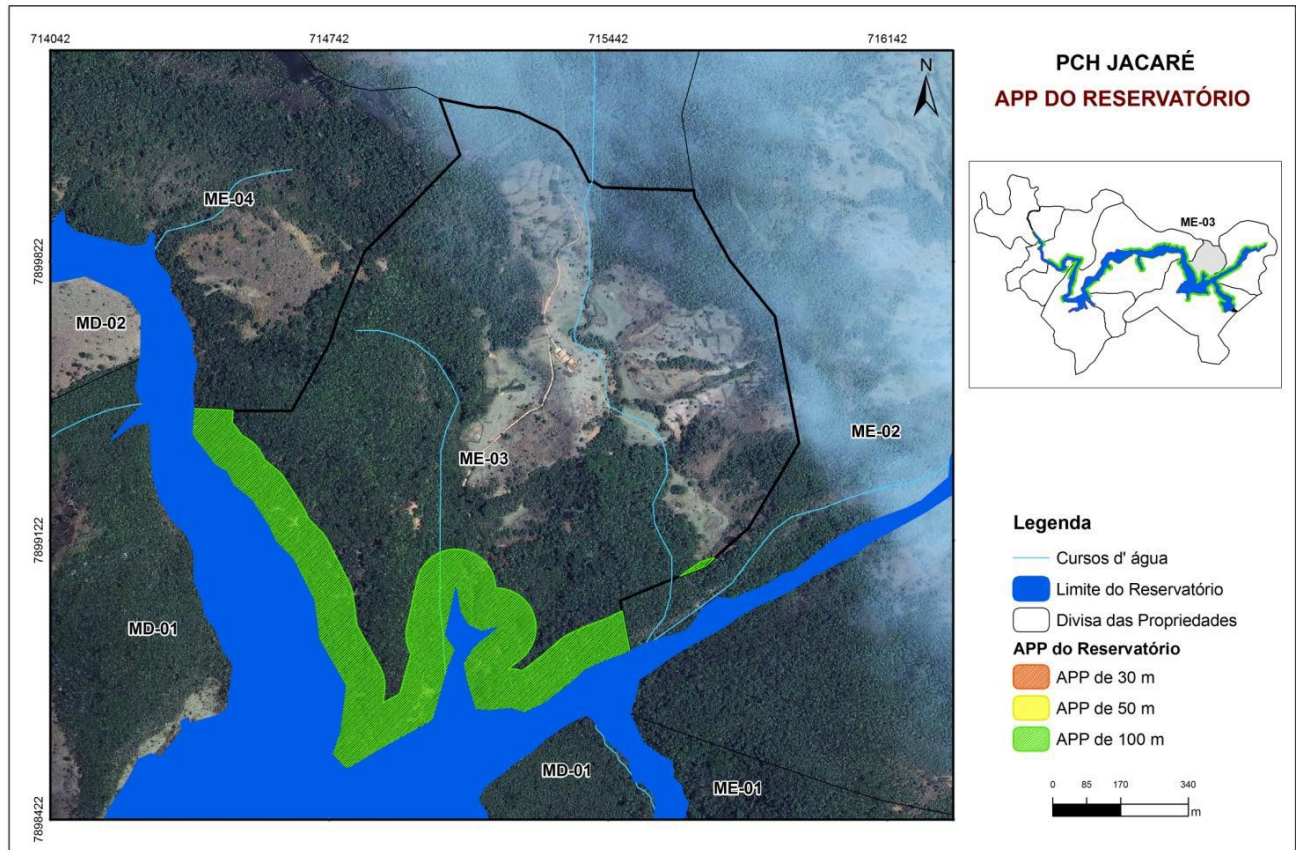 714042
714742
715442
716142
7899822
7899122
7898422
N
ME-04
MD-02
ME-03
ME-02
MD-01
MD-01
ME-01
PCH JACARÉ
APP DO RESERVATÓRIO
ME-03
Legenda
Cursos d' água
Limite do Reservatório
Divisa das Propriedades
APP do Reservatório
APP de 30 m
APP de 50 m
APP de 100 m
0 85 170 340
m